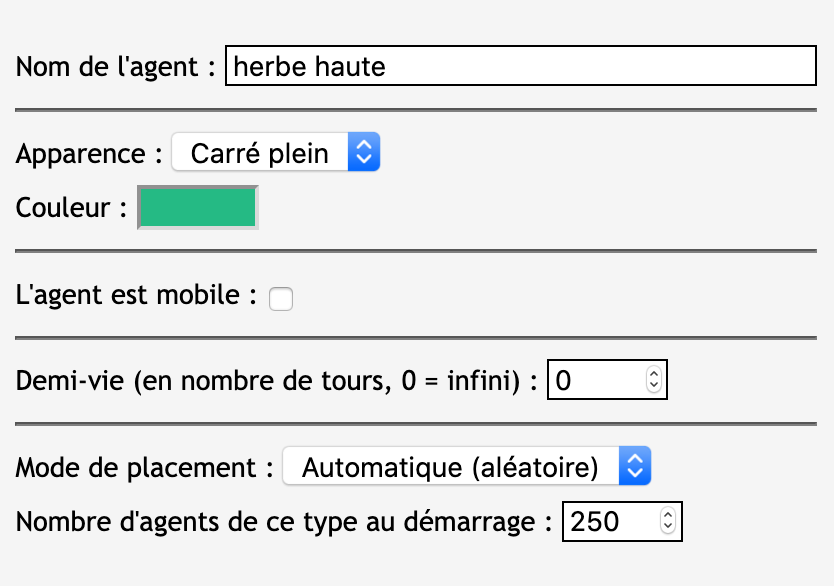 Nom de l'agent : herbe haute
Apparence : Carré plein
Couleur :
L'agent est mobile :
Demi-vie (en nombre de tours, 0 = infini) : 0
Mode de placement : Automatique (aléatoire)
Nombre d'agents de ce type au démarrage : 250